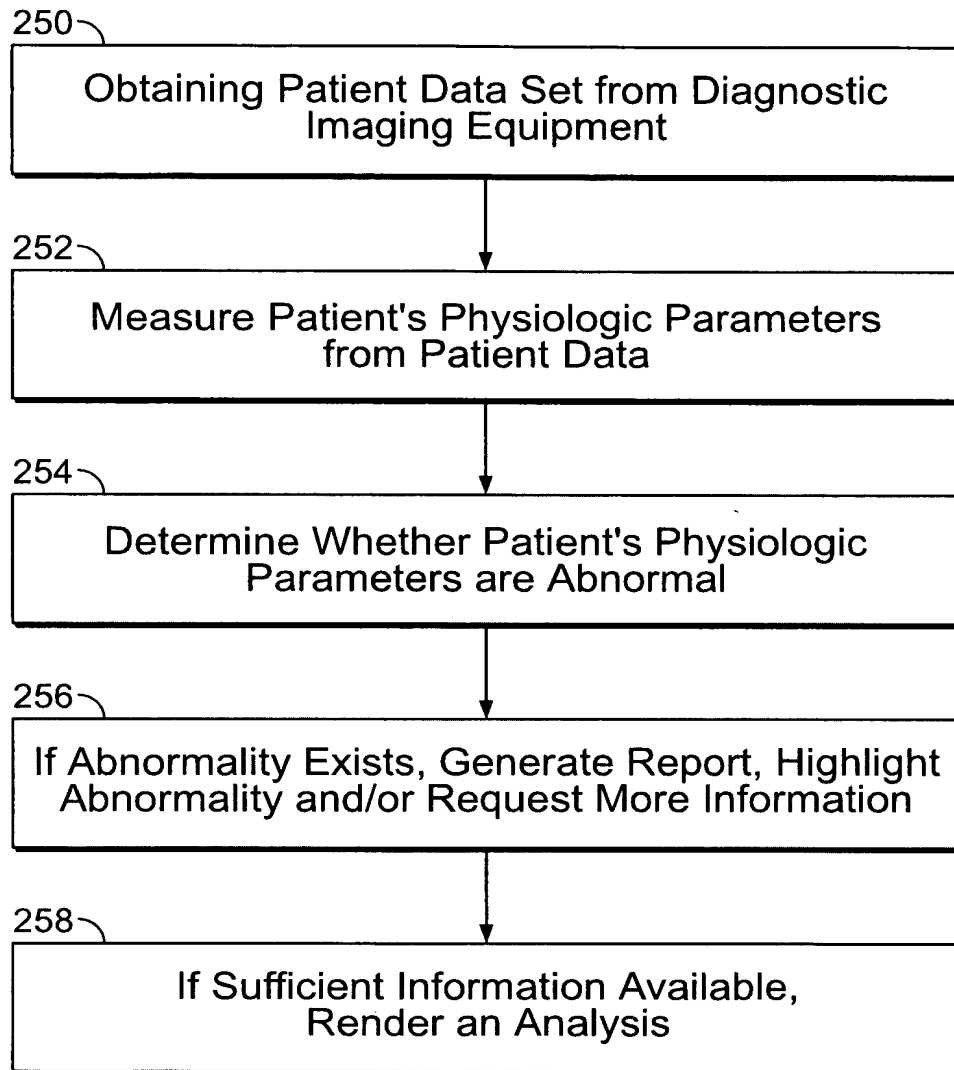 250
Obtaining Patient Data Set from Diagnostic
Imaging Equipment
252
Measure Patient's Physiologic Parameters
from Patient Data
254
Determine Whether Patient's Physiologic
Parameters are Abnormal
256
If Abnormality Exists, Generate Report, Highlight
Abnormality and/or Request More Information
258
If Sufficient Information Available,
Render an Analysis